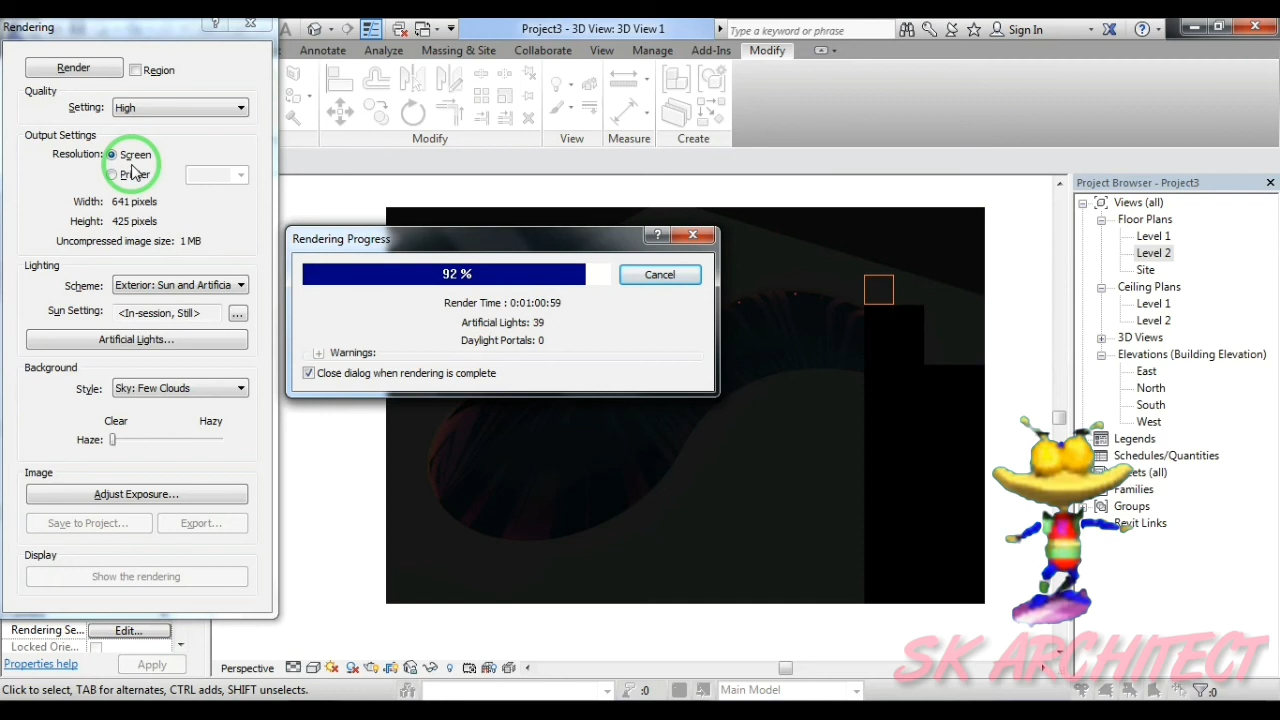 Rendering
Project3 - 3D View: 3D View 1
Type a keyword or phrase
Sign In
Annotate Analyze Massing & Site Collaborate View Manage Add-Ins Modify
Modify View Measure Create
Render
Region
Quality
Setting: High
Output Settings
Resolution: Screen
Width: 641 pixels
Height: 425 pixels
Uncompressed image size: 1 MB
Lighting
Scheme: Exterior: Sun and Artificia
Sun Setting: <In-session, Still>
...
Artificial Lights...
Background
Style: Sky: Few Clouds
Clear Hazy
Haze:
Image
Adjust Exposure...
Save to Project... Export...
Display
Show the rendering
Rendering Se... Edit...
Locked Orie...
Properties help Apply
Rendering Progress
92 %
Cancel
Render Time : 0:01:00:59
Artificial Lights: 39
Daylight Portals: 0
Warnings:
Close dialog when rendering is complete
Project Browser - Project3
Views (all)
Floor Plans
Level 1
Level 2
Site
Ceiling Plans
Level 1
Level 2
3D Views
Elevations (Building Elevation)
East
North
South
West
Legends
Schedules/Quantities
(all)
Families
Groups
Revit Links
SK ARCHITECT
Perspective
Click to select, TAB for alternates, CTRL adds, SHIFT unselects.
:0
Main Model
:0